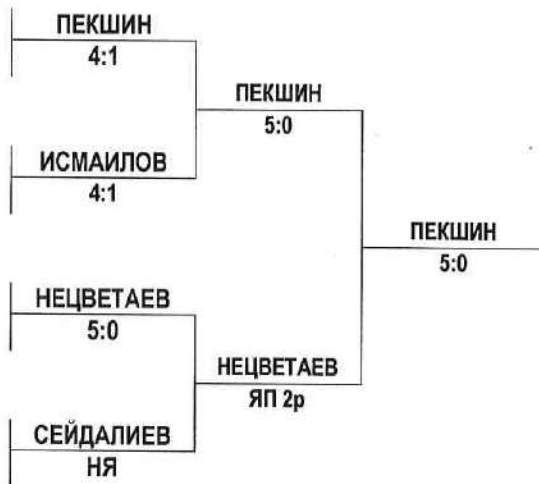 ПЕКШИН
4:1
ПЕКШИН
5:0
ИСМАИЛОВ
4:1
ПЕКШИН
5:0
НЕЦВЕТАЕВ
5:0
НЕЦВЕТАЕВ
ЯП 2р
СЕЙДАЛИЕВ
НЯ